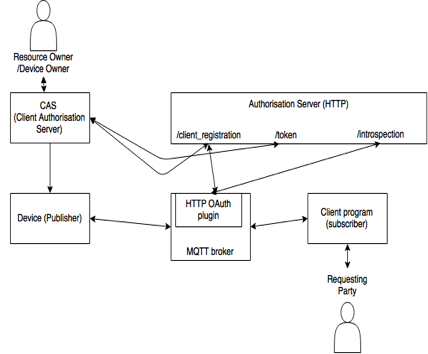 Resource Owner
/Device Owner
CAS
(Client Authorisation
Server)
Authorisation Server (HTTP)
/client_registration
/token
/introspection
Device (Publisher)
HTTP OAuth
plugin
MQTT broker
Client program
(subscriber)
Requesting
Party